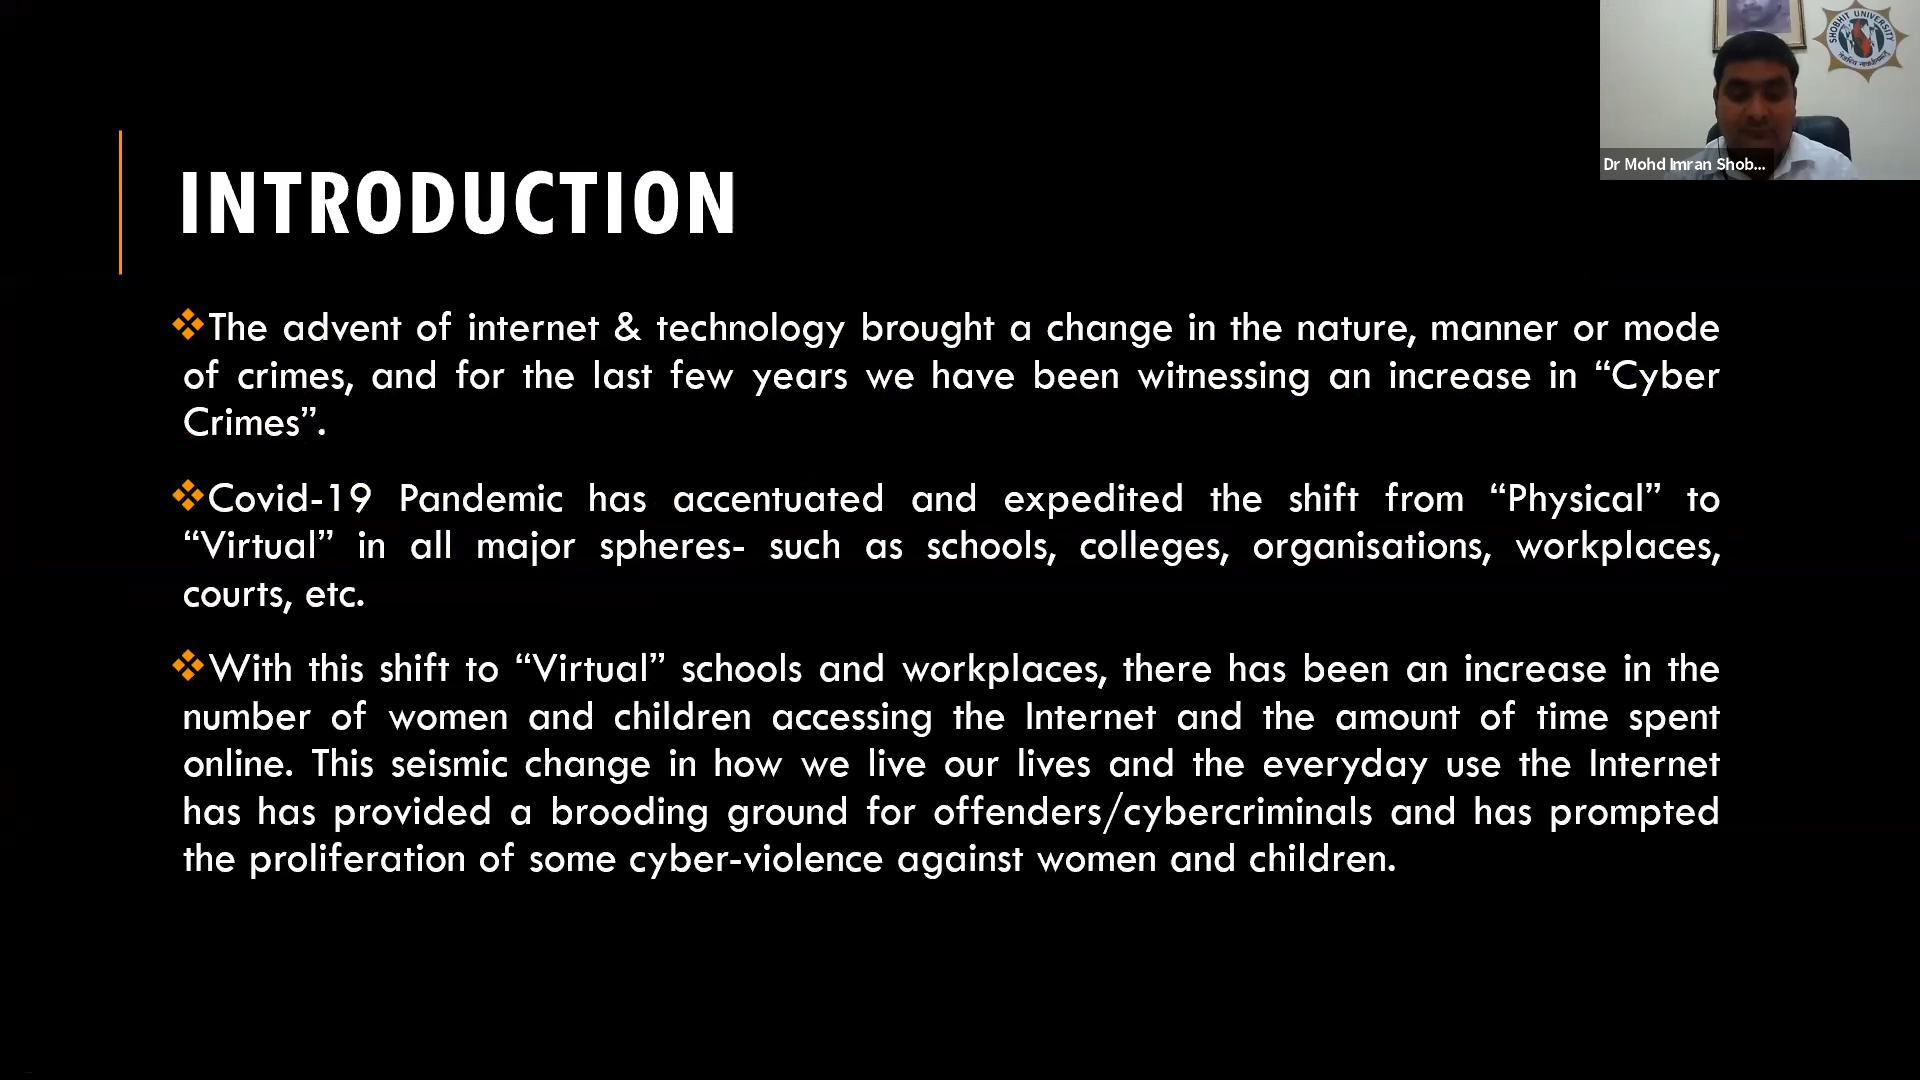 SHOBHIT UNIVERSITY
Dr Mohd Imran Shob...
INTRODUCTION
❖The advent of internet & technology brought a change in the nature, manner or mode
of crimes, and for the last few years we have been witnessing an increase in “Cyber
Crimes”.
❖Covid-19 Pandemic has accentuated and expedited the shift from “Physical” to
“Virtual” in all major spheres- such as schools, colleges, organisations, workplaces,
courts, etc.
❖With this shift to “Virtual” schools and workplaces, there has been an increase in the
number of women and children accessing the Internet and the amount of time spent
online. This seismic change in how we live our lives and the everyday use the Internet
has has provided a brooding ground for offenders/cybercriminals and has prompted
the proliferation of some cyber-violence against women and children.